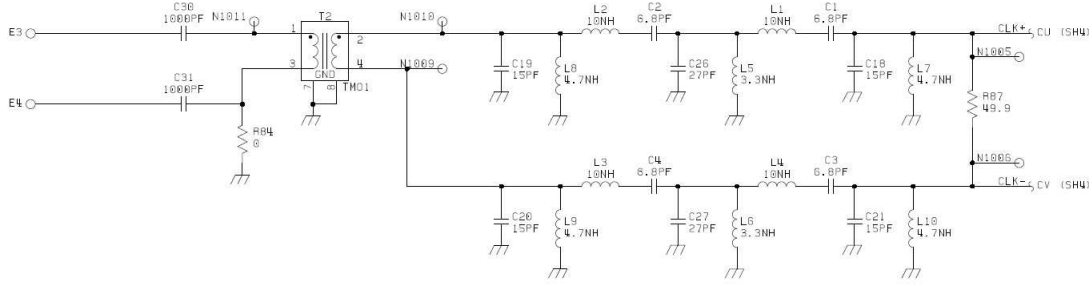 C30
1000PF
N1011
T2
N1010
L2
10NH
C2
6.8PF
L1
10NH
C1
6.8PF
E3
1
2
CLK+
CU (SH4)
3
4
N1009
C19
15PF
L8
4.7NH
C26
27PF
L5
3.3NH
C18
15PF
L7
4.7NH
N1005
GND
7
8
TMO1
C31
1000PF
E4
R87
49.9
R84
0
L3
10NH
C4
6.8PF
L4
10NH
C3
6.8PF
N1006
CLK-
CV (SH4)
C20
15PF
L9
4.7NH
C27
27PF
L6
3.3NH
C21
15PF
L10
4.7NH